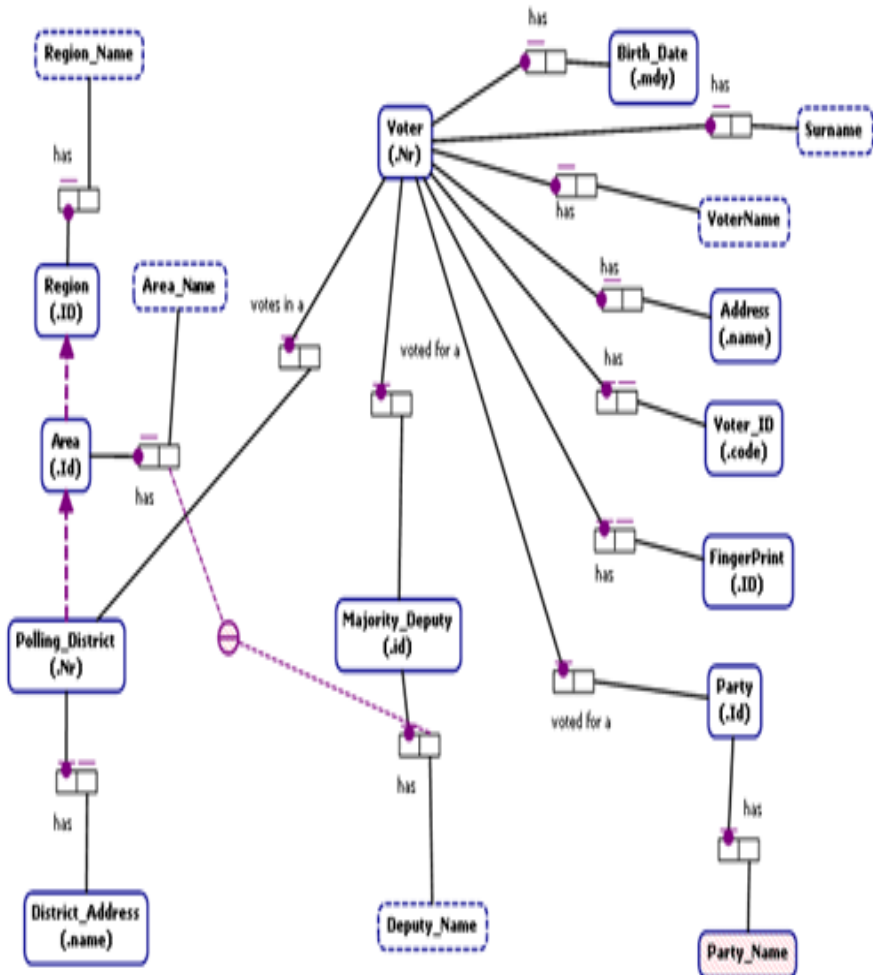 Region_Name
has
Region
(.ID)
Area_Name
Area
(.Id)
has
Polling_District
(.Nr)
has
District_Address
(.name)
Voter
(.Nr)
votes in a
voted for a
Majority_Deputy
(.id)
has
Deputy_Name
has
Birth_Date
(.mdy)
has
Surname
has
VoterName
has
Address
(.name)
has
Voter_ID
(.code)
has
FingerPrint
(.ID)
voted for a
Party
(.Id)
has
Party_Name